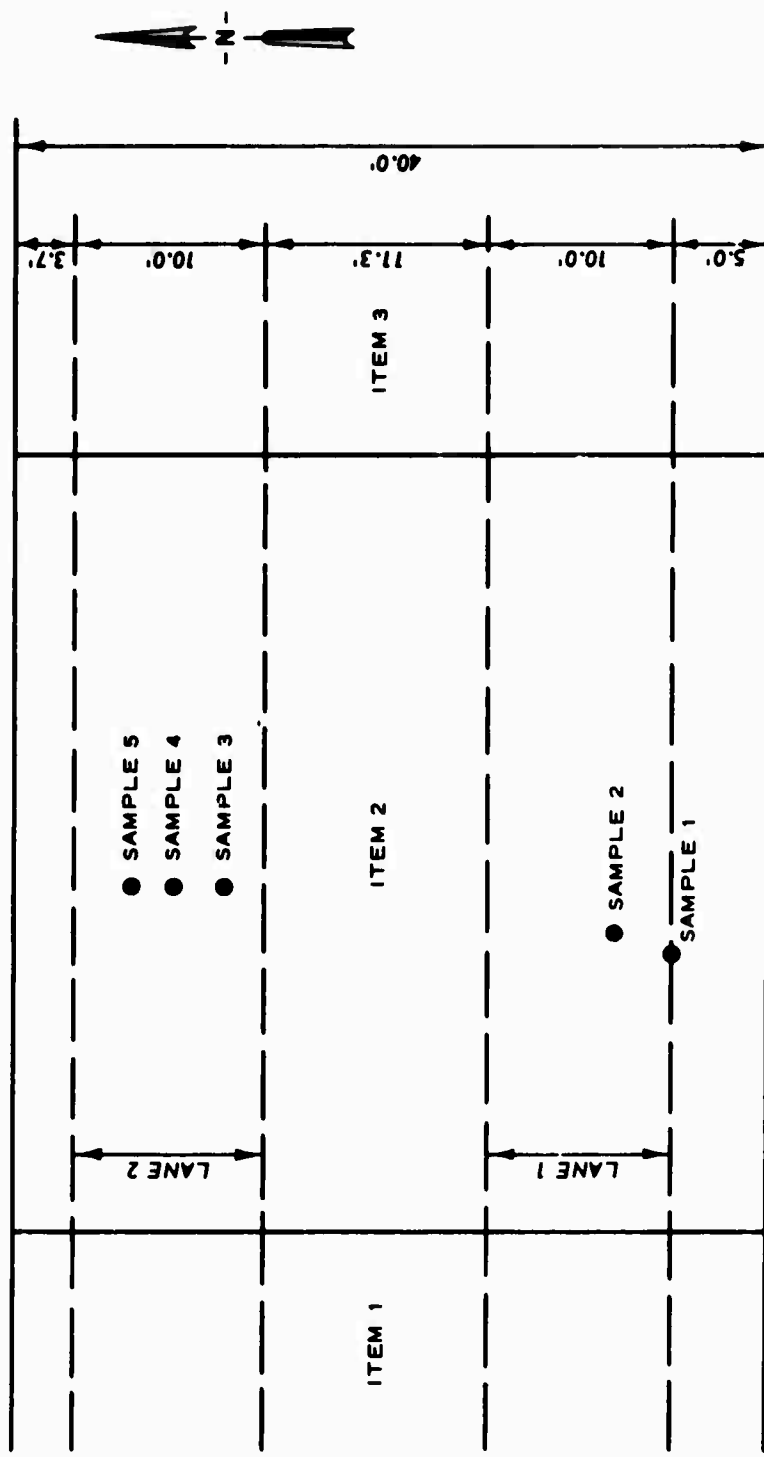 - N -
40.0'
3.7'
10.0'
11.3'
10.0'
5.0'
ITEM 3
SAMPLE 5
SAMPLE 4
SAMPLE 3
ITEM 2
SAMPLE 2
SAMPLE 1
LANE 2
LANE 1
ITEM 1